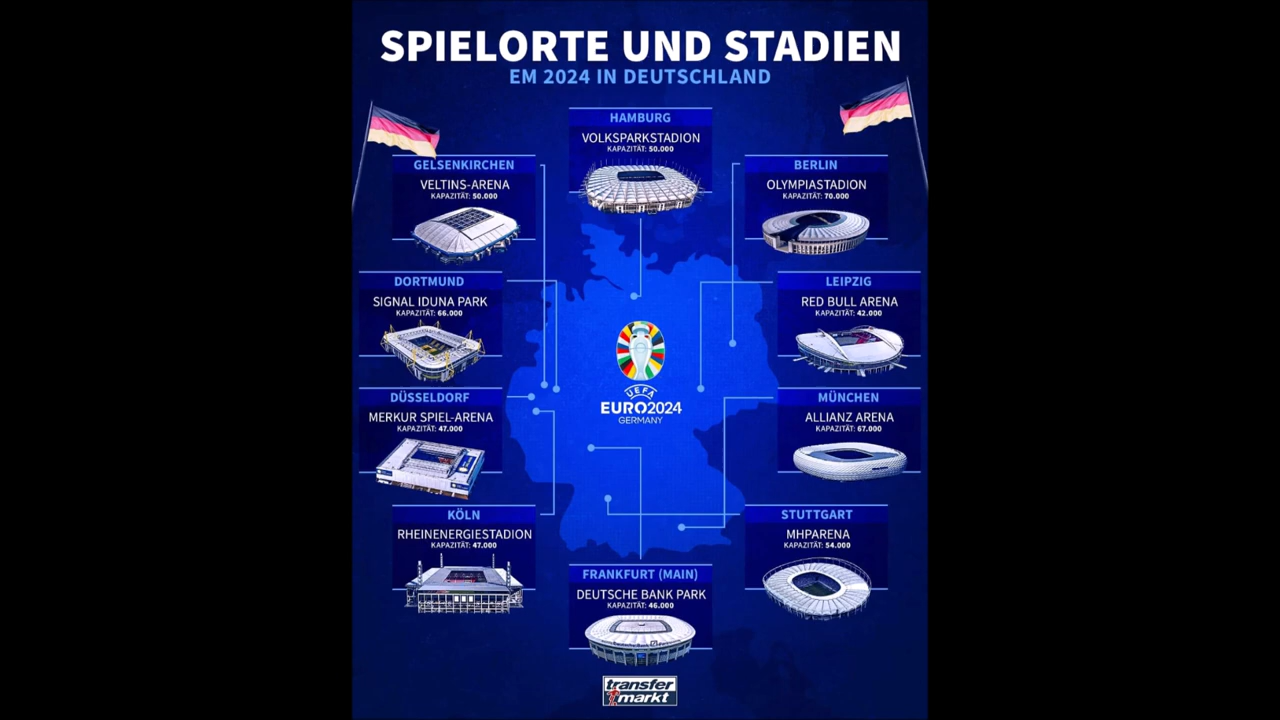 SPIELORTE UND STADIEN
EM 2024 IN DEUTSCHLAND
HAMBURG
VOLKSPARKSTADION
KAPAZITÄT: 50.000
GELSENKIRCHEN
VELTINS-ARENA
KAPAZITÄT: 50.000
BERLIN
OLYMPIASTADION
KAPAZITÄT: 70.000
DORTMUND
SIGNAL IDUNA PARK
KAPAZITÄT: 66.000
LEIPZIG
RED BULL ARENA
KAPAZITÄT: 42.000
UEFA
EURO2024
GERMANY
DÜSSELDORF
MERKUR SPIEL-ARENA
KAPAZITÄT: 47.000
MÜNCHEN
ALLIANZ ARENA
KAPAZITÄT: 67.000
KÖLN
RHEINENERGIESTADION
KAPAZITÄT: 47.000
STUTTGART
MHPARENA
KAPAZITÄT: 54.000
FRANKFURT (MAIN)
DEUTSCHE BANK PARK
KAPAZITÄT: 46.000
transfer
markt